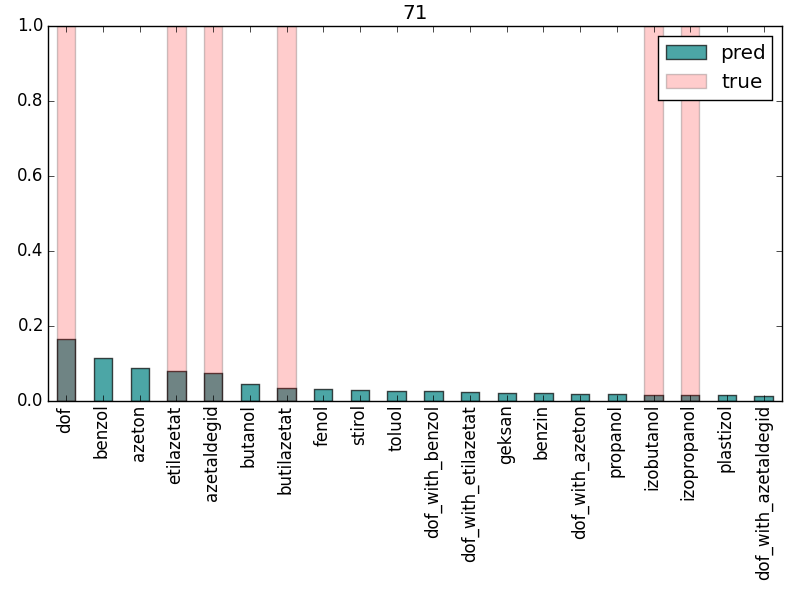 71
1.0
0.8
0.6
0.4
0.2
0.0
pred
true
dof
benzol
azeton
etilazetat
azetaldegid
butanol
butilazetat
fenol
stirol
toluol
dof_with_benzol
dof_with_etilazetat
geksan
benzin
dof_with_azeton
propanol
izobutanol
izopropanol
plastizol
dof_with_azetaldegid